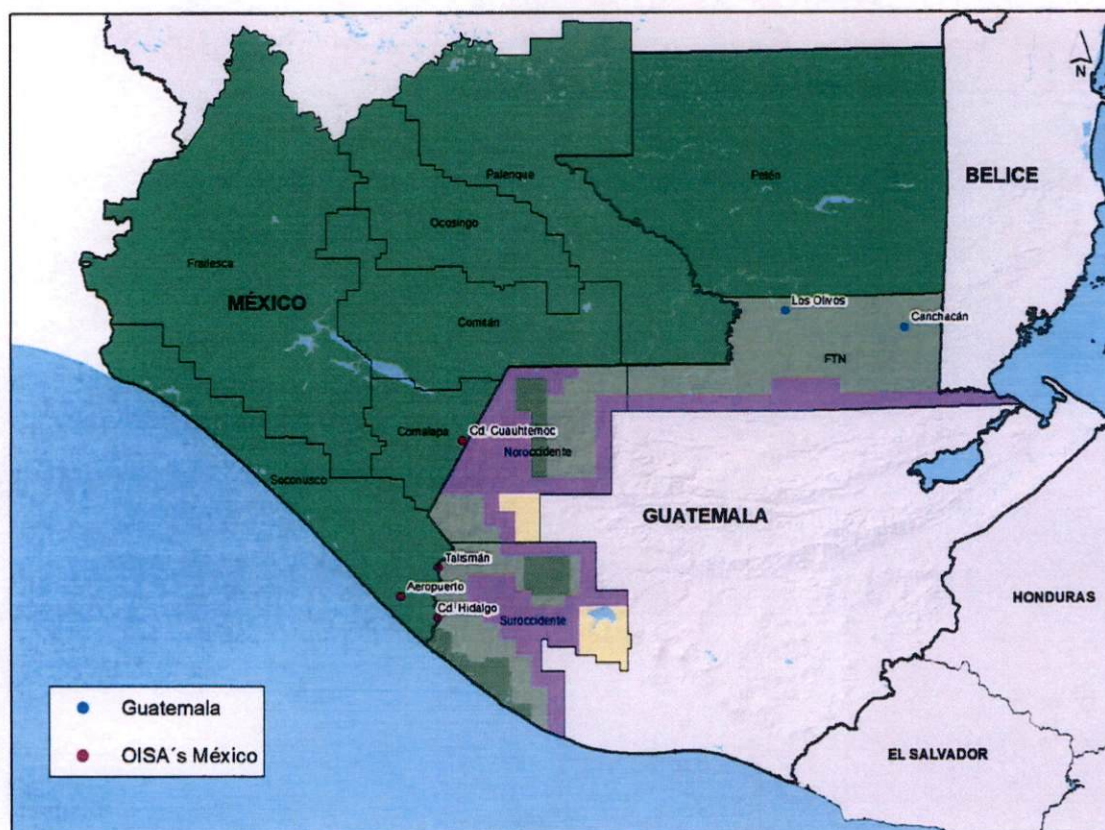 N
Palenque
Petén
BELICE
Ocosingo
Frailesca
MÉXICO
Los Olivos
Comitán
Canchacán
FTN
Comalapa
Cd. Cuauhtemoc
Noroccidente
Soconusco
GUATEMALA
Talismán
Aeropuerto
HONDURAS
Cd. Hidalgo
Suroccidente
Guatemala
OISA´s México
EL SALVADOR